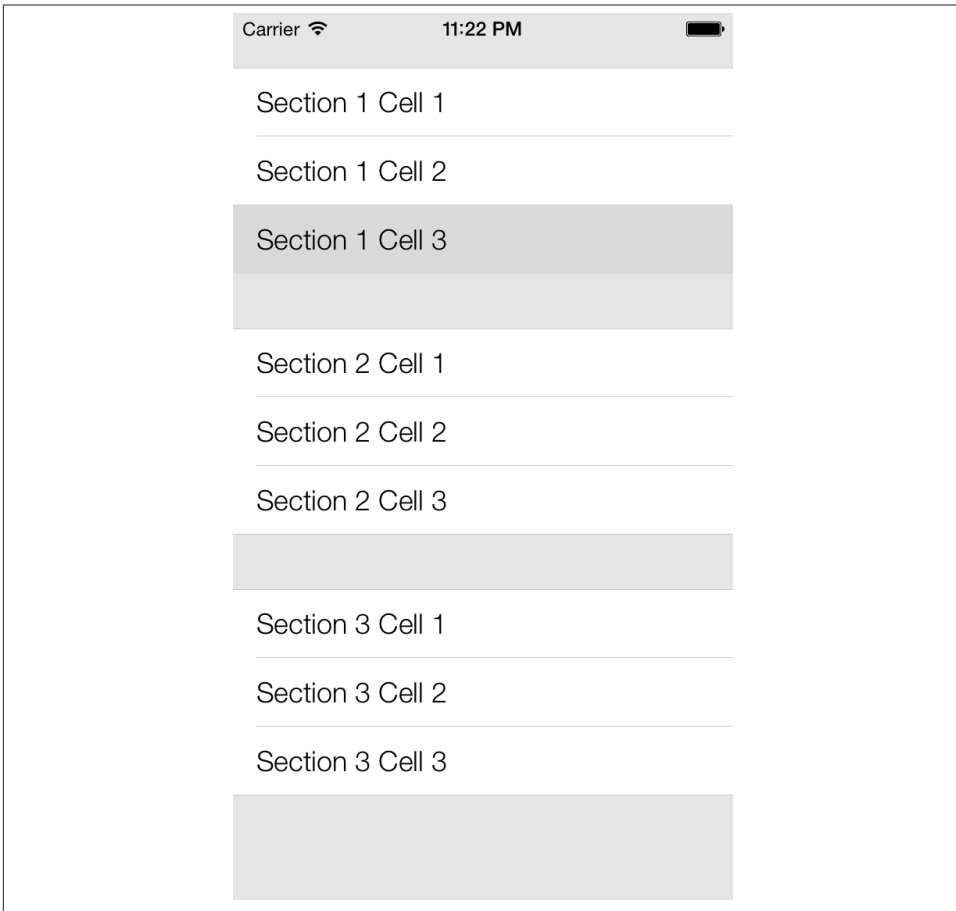 Carrier 11:22 PM
Section 1 Cell 1
Section 1 Cell 2
Section 1 Cell 3
Section 2 Cell 1
Section 2 Cell 2
Section 2 Cell 3
Section 3 Cell 1
Section 3 Cell 2
Section 3 Cell 3